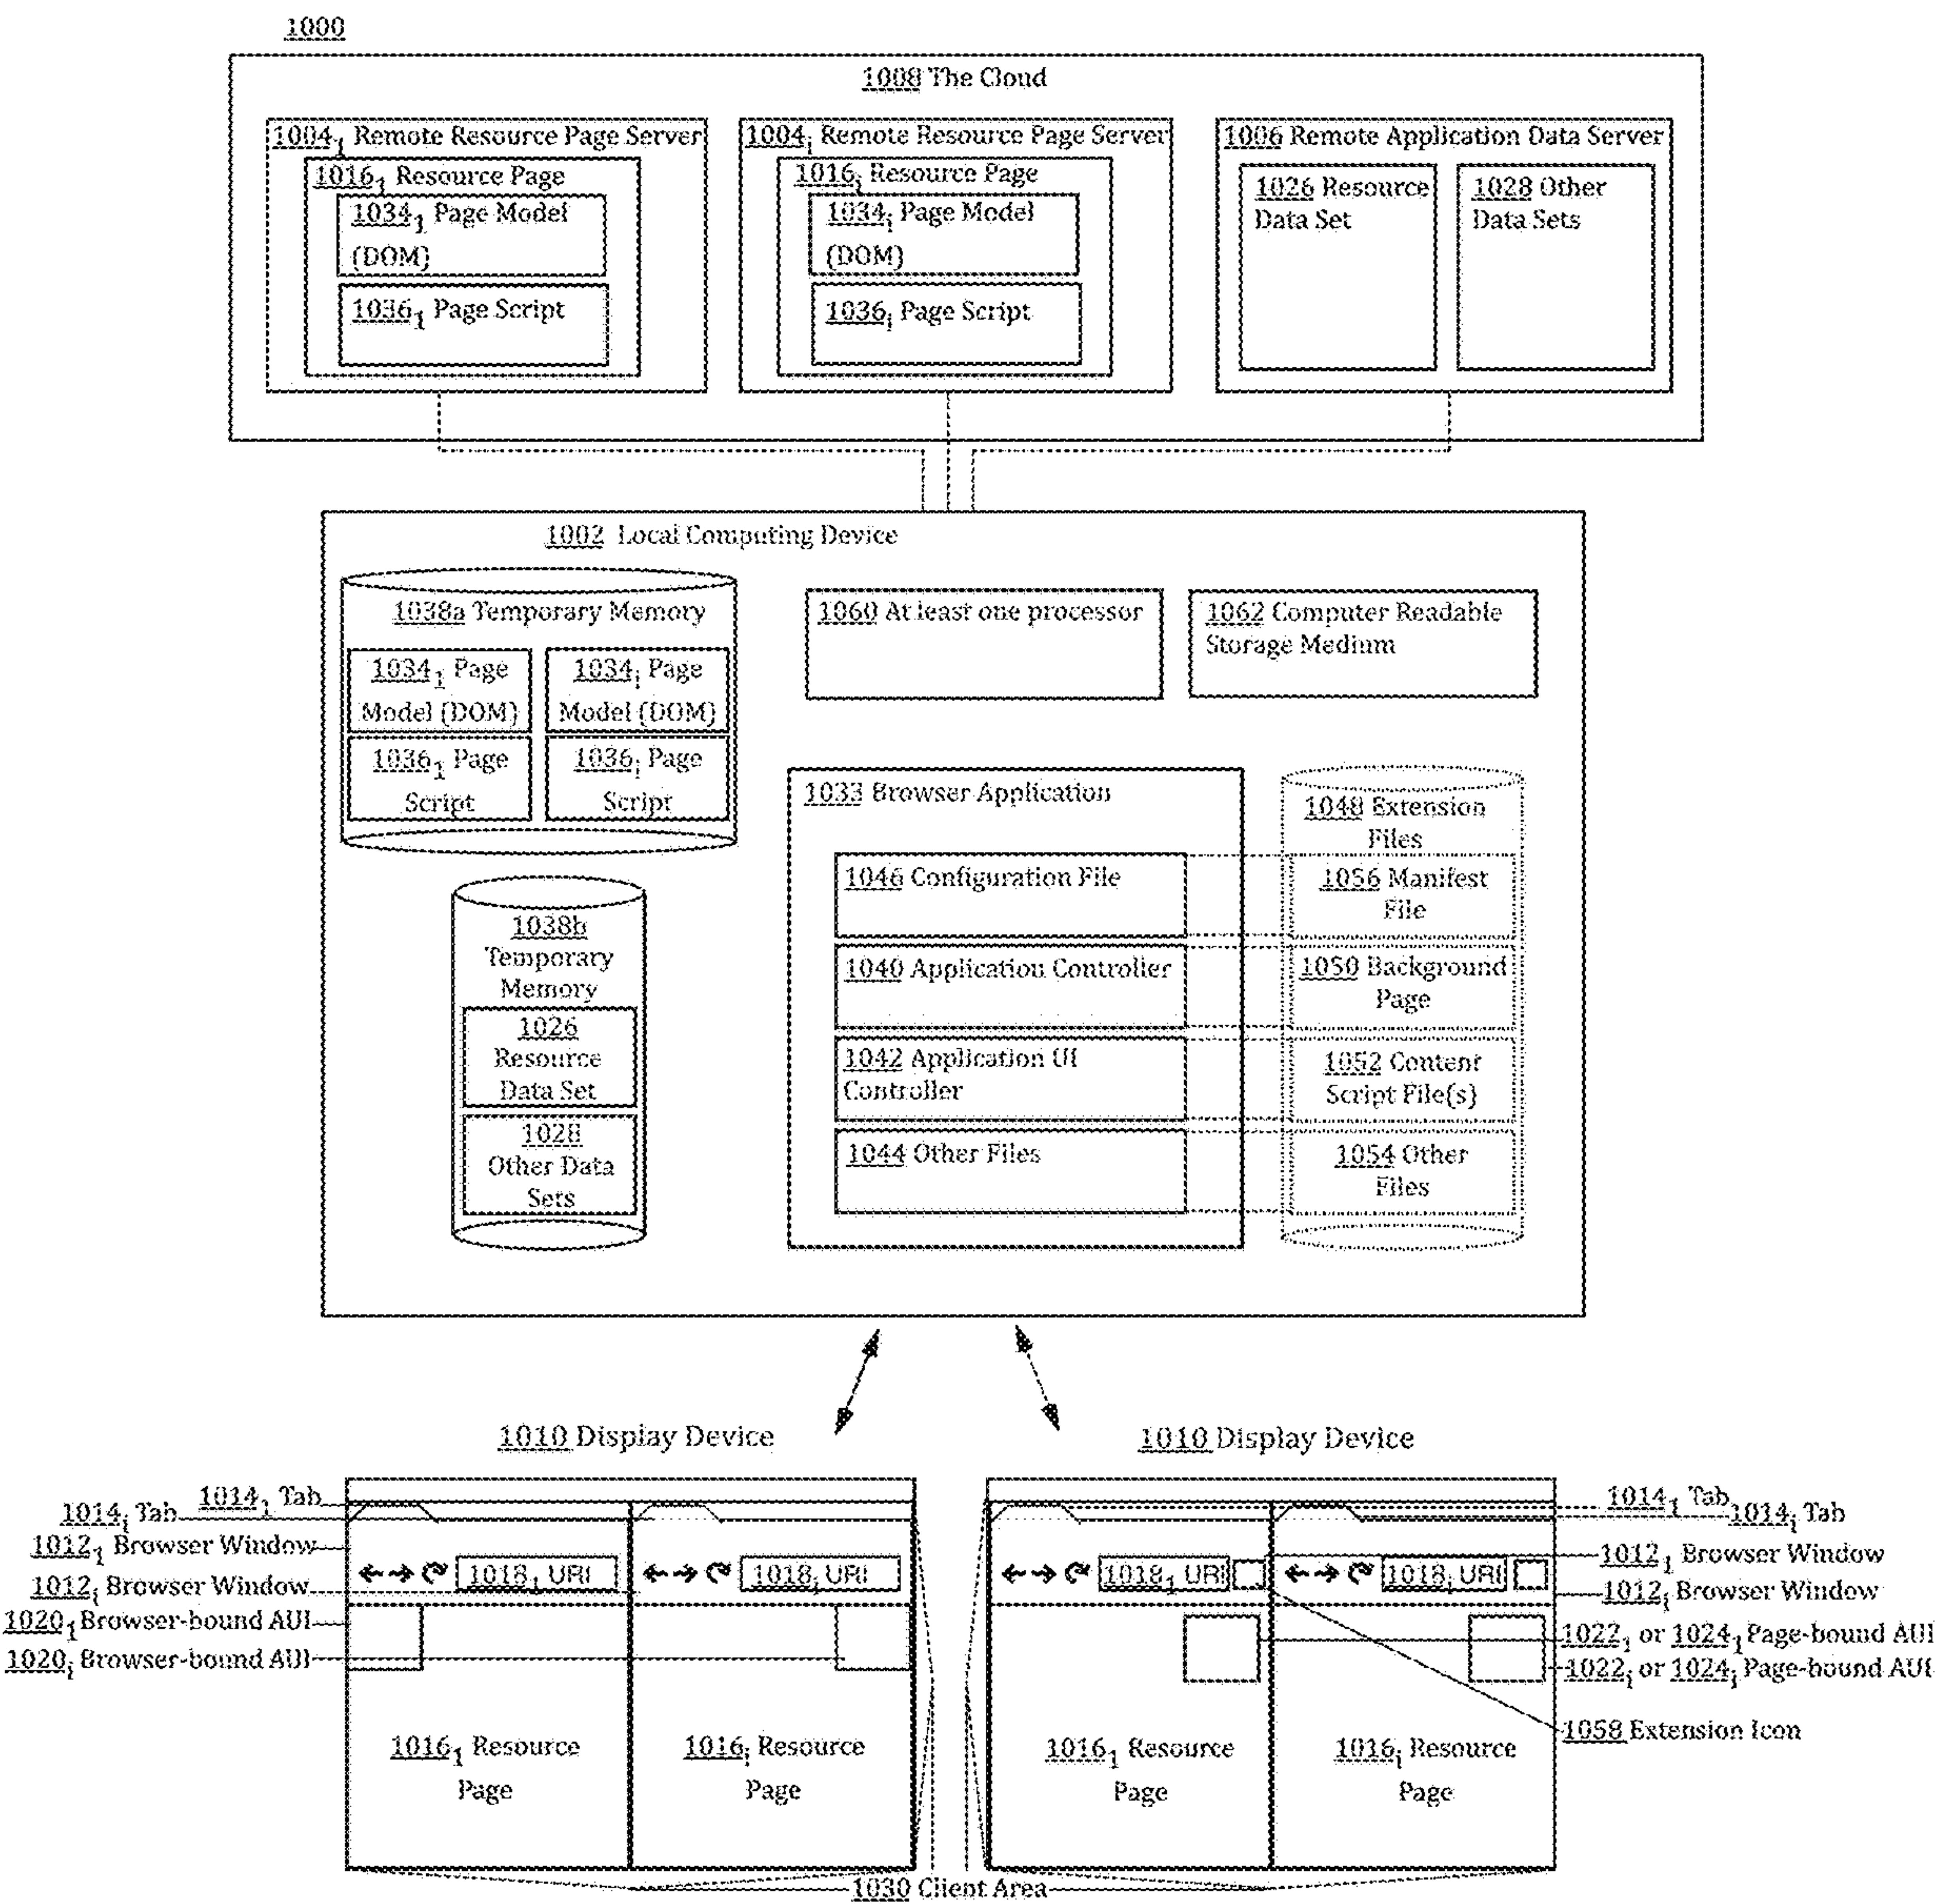 1000
1008 The Cloud
1004₁ Remote Resource Page Server
1016₁ Resource Page
1034₁ Page Model
(DOM)
1036₁ Page Script
1004ᵢ Remote Resource Page Server
1016ᵢ Resource Page
1034ᵢ Page Model
(DOM)
1036ᵢ Page Script
1006 Remote Application Data Server
1026 Resource
Data Set
1028 Other
Data Sets
1002 Local Computing Device
1038a Temporary Memory
1034₁ Page
Model (DOM)
1034ᵢ Page
Model (DOM)
1036₁ Page
Script
1036ᵢ Page
Script
1060 At least one processor
1062 Computer Readable
Storage Medium
1038b
Temporary
Memory
1026
Resource
Data Set
1028
Other Data
Sets
1033 Browser Application
1046 Configuration File
1040 Application Controller
1042 Application UI
Controller
1044 Other Files
1048 Extension
Files
1056 Manifest
File
1050 Background
Page
1052 Content
Script File(s)
1054 Other
Files
1010 Display Device
1014₁ Tab
1014ᵢ Tab
1012₁ Browser Window
1012ᵢ Browser Window
1020₁ Browser-bound AUI
1020ᵢ Browser-bound AUI
1018₁ URI
1018ᵢ URI
1016₁ Resource
Page
1016ᵢ Resource
Page
1010 Display Device
1018₁ URI
1018ᵢ URI
1014₁ Tab
1014ᵢ Tab
1012₁ Browser Window
1012ᵢ Browser Window
1022₁ or 1024₁ Page-bound AUI
1022ᵢ or 1024ᵢ Page-bound AUI
1058 Extension Icon
1016₁ Resource
Page
1016ᵢ Resource
Page
1030 Client Area